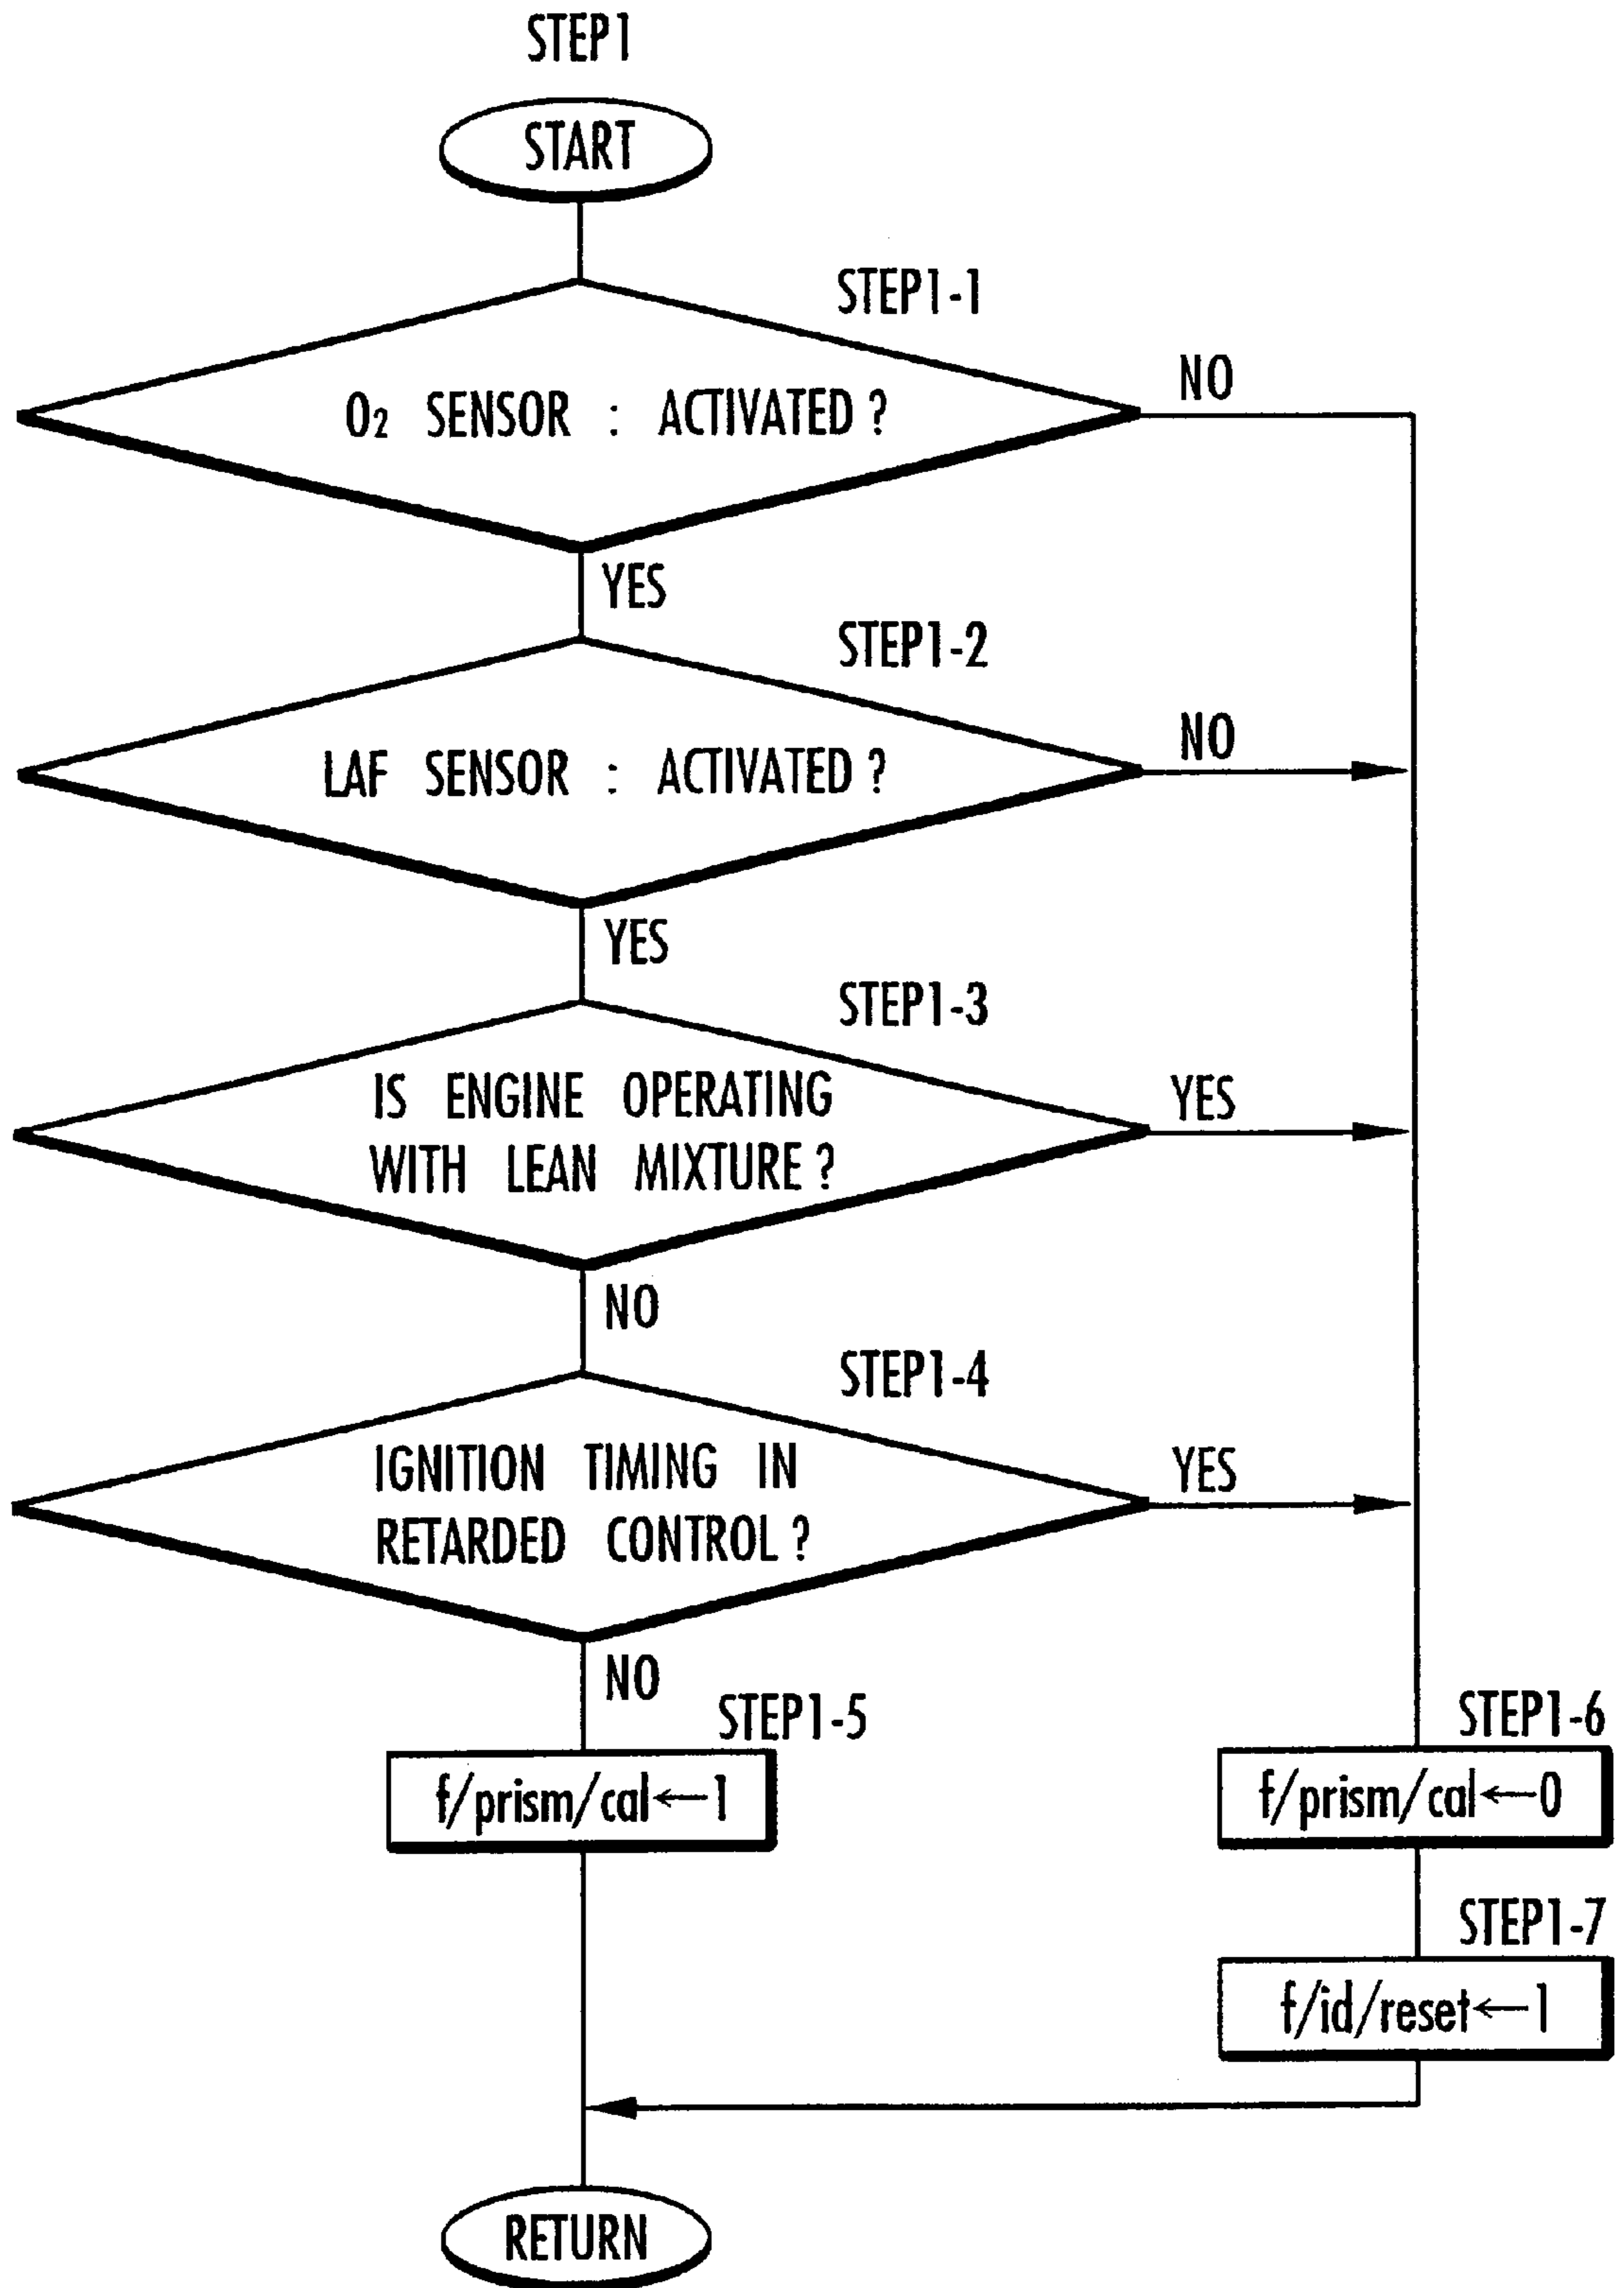 STEP1
START
STEP1-1
O₂ SENSOR : ACTIVATED ?
NO
YES
STEP1-2
LAF SENSOR : ACTIVATED ?
NO
YES
STEP1-3
IS ENGINE OPERATING
WITH LEAN MIXTURE ?
YES
NO
STEP1-4
IGNITION TIMING IN
RETARDED CONTROL ?
YES
NO
STEP1-5
f/prism/cal←1
STEP1-6
f/prism/cal←0
STEP1-7
f/id/reset←1
RETURN